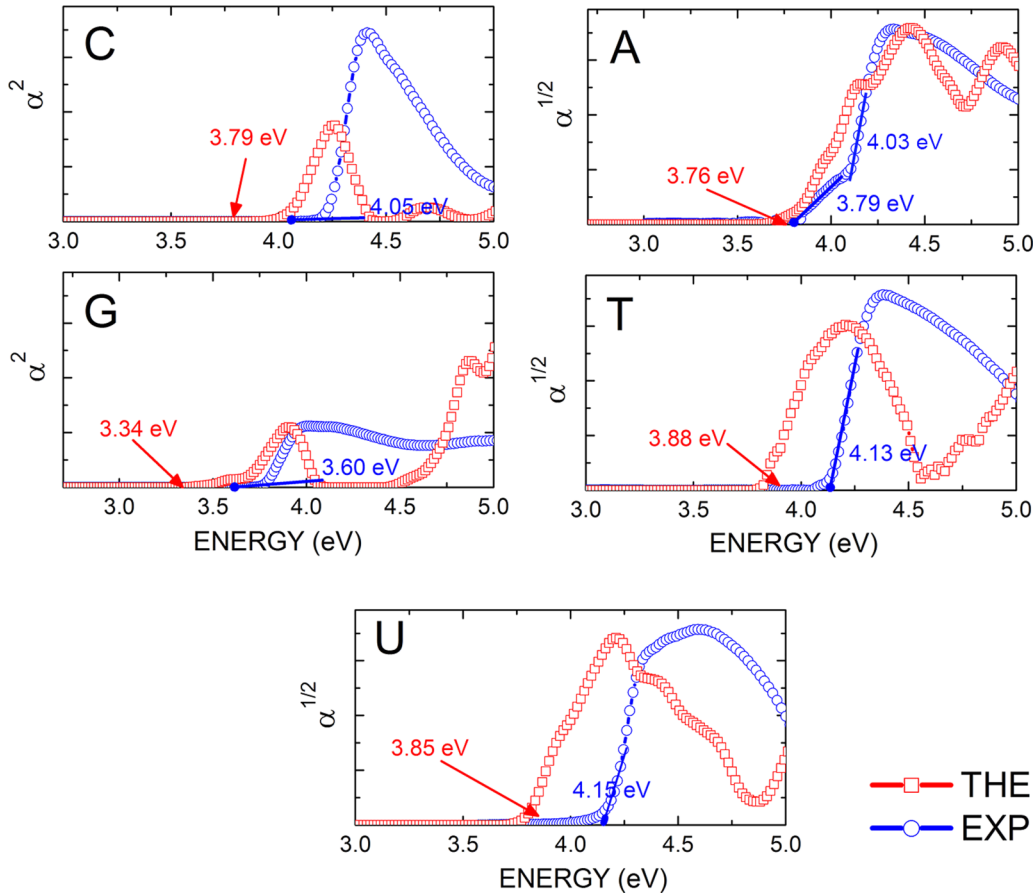 C
α²
3.79 eV
4.05 eV
3.0 3.5 4.0 4.5 5.0
A
α^1/2
3.76 eV
4.03 eV
3.79 eV
3.0 3.5 4.0 4.5 5.0
G
α²
3.34 eV
3.60 eV
3.0 3.5 4.0 4.5 5.0
ENERGY (eV)
T
α^1/2
3.88 eV
4.13 eV
3.0 3.5 4.0 4.5 5.0
ENERGY (eV)
U
α^1/2
3.85 eV
4.15 eV
3.0 3.5 4.0 4.5 5.0
ENERGY (eV)
THE
EXP